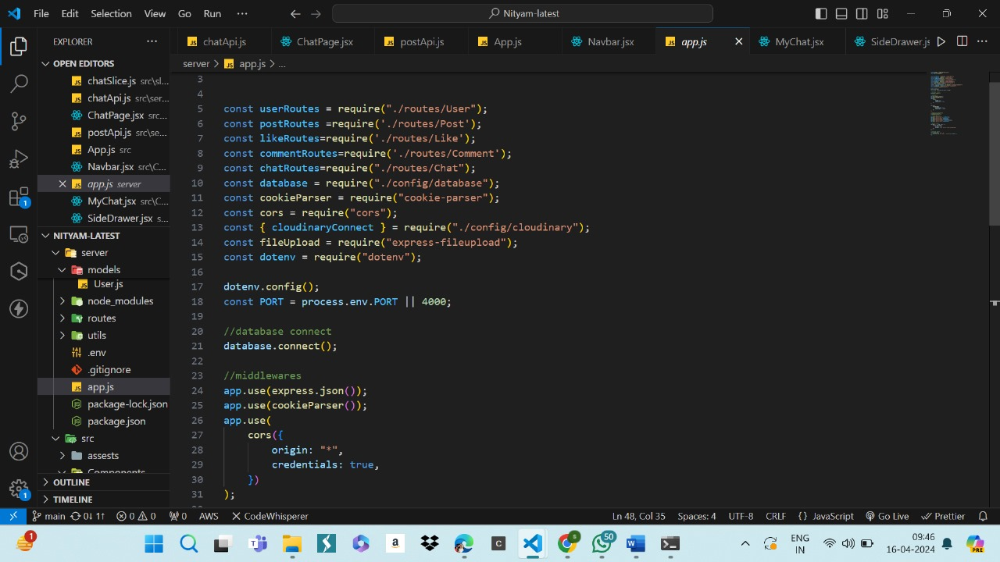 File Edit Selection View Go Run ··· Nityam-latest
EXPLORER ···
chatApi.js ChatPage.jsx postApi.js App.js Navbar.jsx app.js MyChat.jsx SideDrawer.js
OPEN EDITORS
chatSlice.js src\sl...
chatApi.js src\ser...
ChatPage.jsx src...
postApi.js src\se...
App.js src
Navbar.jsx src\C...
app.js server
MyChat.jsx src\C...
SideDrawer.jsx s...
NITYAM-LATEST
server
models
User.js
node_modules
routes
utils
.env
.gitignore
app.js
package-lock.json
package.json
src
assests
Components
OUTLINE
TIMELINE
1
1
server > app.js > ...
3
4
5 const userRoutes = require("./routes/User");
6 const postRoutes =require('./routes/Post');
7 const likeRoutes=require('./routes/Like');
8 const commentRoutes=require('./routes/Comment');
9 const chatRoutes=require("./routes/Chat");
10 const database = require("./config/database");
11 const cookieParser = require("cookie-parser");
12 const cors = require("cors");
13 const { cloudinaryConnect } = require("./config/cloudinary");
14 const fileUpload = require("express-fileupload");
15 const dotenv = require("dotenv");
16
17 dotenv.config();
18 const PORT = process.env.PORT || 4000;
19
20 //database connect
21 database.connect();
22
23 //middlewares
24 app.use(express.json());
25 app.use(cookieParser());
26 app.use(
27 cors({
28 origin: "*",
29 credentials: true,
30 })
31 );
main 0↓ 1↑ 0 0 0 AWS CodeWhisperer Ln 48, Col 35 Spaces: 4 UTF-8 CRLF {} JavaScript Go Live Prettier
1 50 ENG 09:46
IN 16-04-2024 PRE